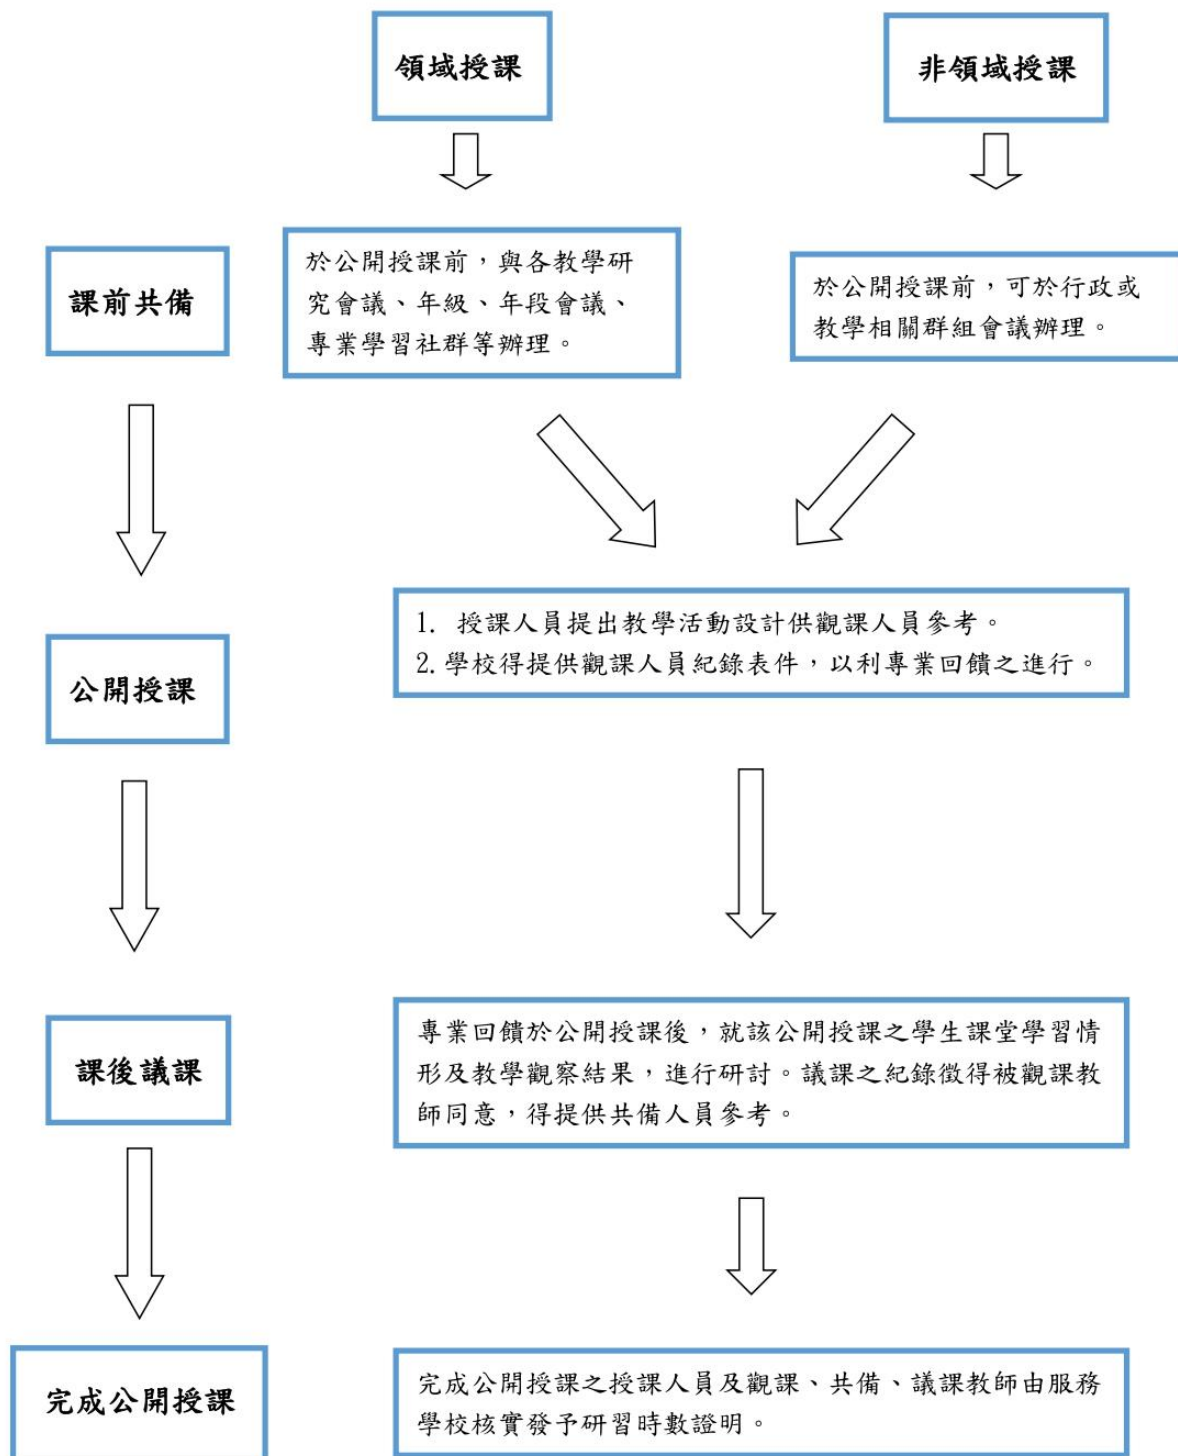 領域授課
非領域授課
課前共備
於公開授課前，與各教學研
究會議、年級、年段會議、
專業學習社群等辦理。
於公開授課前，可於行政或
教學相關群組會議辦理。
公開授課
1. 授課人員提出教學活動設計供觀課人員參考。
2. 學校得提供觀課人員紀錄表件，以利專業回饋之進行。
課後議課
專業回饋於公開授課後，就該公開授課之學生課堂學習情
形及教學觀察結果，進行研討。議課之紀錄徵得被觀課教
師同意，得提供共備人員參考。
完成公開授課
完成公開授課之授課人員及觀課、共備、議課教師由服務
學校核實發予研習時數證明。